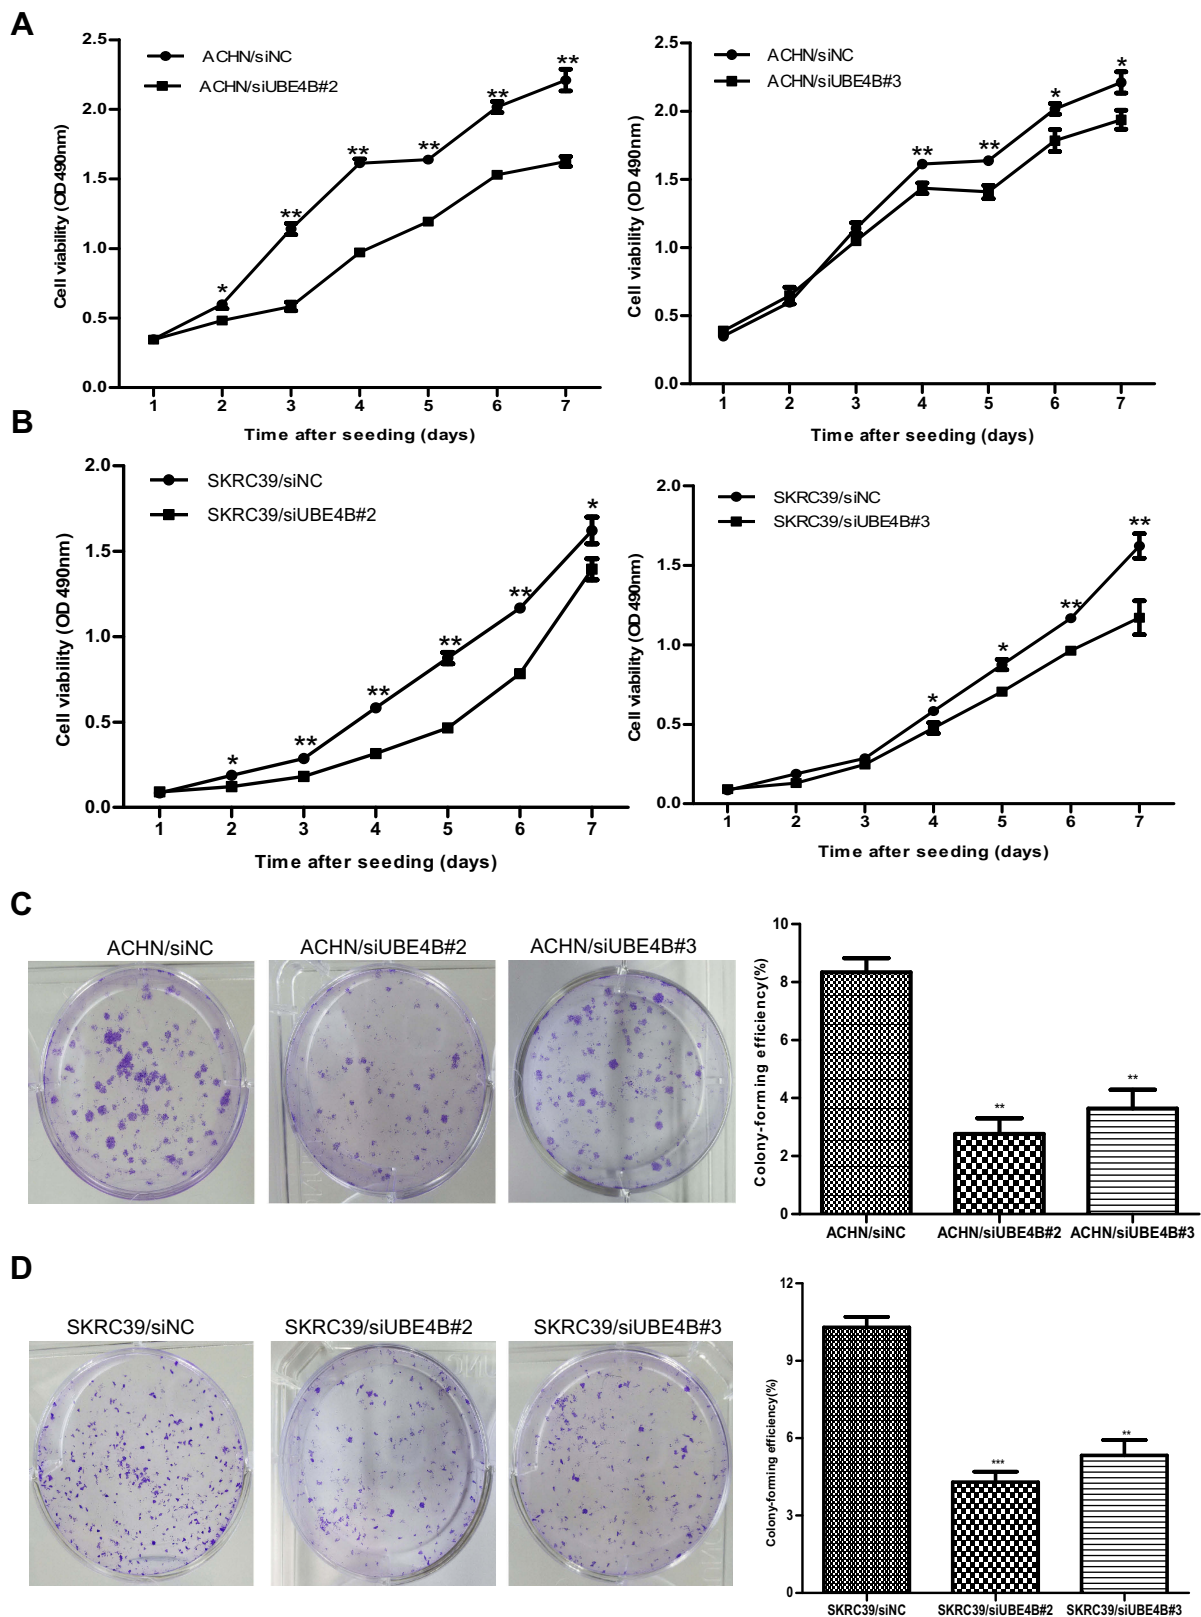 A
2.5
2.0
1.5
1.0
0.5
0.0
Cell viability (OD 490nm)
ACHN/siNC
ACHN/siUBE4B#2
*
**
**
**
**
**
1 2 3 4 5 6 7
Time after seeding (days)
2.5
2.0
1.5
1.0
0.5
0.0
Cell viability (OD 490nm)
ACHN/siNC
ACHN/siUBE4B#3
**
**
*
*
1 2 3 4 5 6 7
Time after seeding (days)
B
2.0
1.5
1.0
0.5
0.0
Cell viability (OD 490nm)
SKRC39/siNC
SKRC39/siUBE4B#2
*
**
**
**
**
*
1 2 3 4 5 6 7
Time after seeding (days)
2.0
1.5
1.0
0.5
0.0
Cell viability (OD 490nm)
SKRC39/siNC
SKRC39/siUBE4B#3
*
*
**
**
1 2 3 4 5 6 7
Time after seeding (days)
C
ACHN/siNC
ACHN/siUBE4B#2
ACHN/siUBE4B#3
10
8
6
4
2
0
Colony-forming efficiency(%)
**
**
ACHN/siNC ACHN/siUBE4B#2 ACHN/siUBE4B#3
D
SKRC39/siNC
SKRC39/siUBE4B#2
SKRC39/siUBE4B#3
12
9
6
3
0
Colony-forming efficiency(%)
***
**
SKRC39/siNC SKRC39/siUBE4B#2 SKRC39/siUBE4B#3